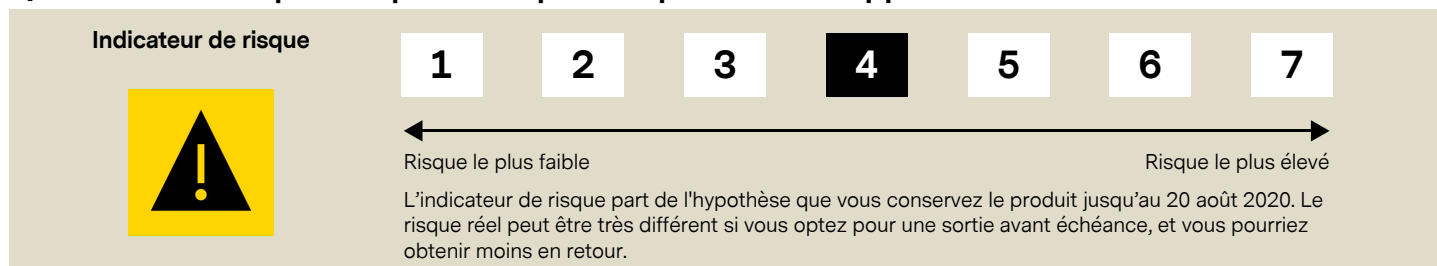 Indicateur de risque
1 2 3 4 5 6 7
Risque le plus faible
Risque le plus élevé
L'indicateur de risque part de l'hypothèse que vous conservez le produit jusqu'au 20 août 2020. Le
risque réel peut être très différent si vous optez pour une sortie avant échéance, et vous pourriez
obtenir moins en retour.